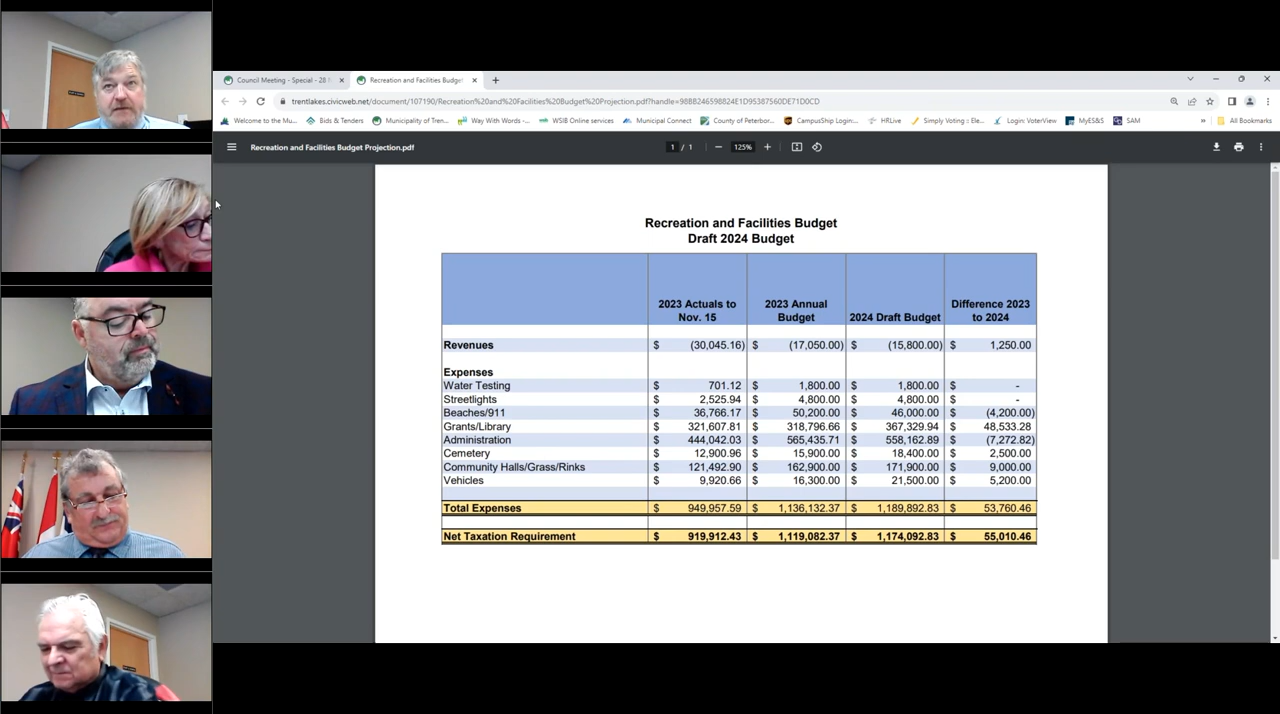 Council Meeting - Special - 28
Recreation and Facilities Budget
trentlakes.civicweb.net/document/107190/Recreation%20and%20Facilities%20Budget%20Projection.pdf?handle=98BB246598824E1D95387560DE71D0CD
Welcome to the Mu... Bids & Tenders Municipality of Tren... Way With Words -... WSIB Online services Municipal Connect County of Peterbor... CampusShip Login:... HRLive Simply Voting :: Ele... Login: VoterView MyES&S SAM » All Bookmarks
Recreation and Facilities Budget Projection.pdf 1 / 1 125%
Recreation and Facilities Budget
Draft 2024 Budget
2023 Actuals to Nov. 15 2023 Annual Budget 2024 Draft Budget Difference 2023 to 2024
Revenues $ (30,045.16) $ (17,050.00) $ (15,800.00) $ 1,250.00
Expenses
Water Testing $ 701.12 $ 1,800.00 $ 1,800.00 $ -
Streetlights $ 2,525.94 $ 4,800.00 $ 4,800.00 $ -
Beaches/911 $ 36,766.17 $ 50,200.00 $ 46,000.00 $ (4,200.00)
Grants/Library $ 321,607.81 $ 318,796.66 $ 367,329.94 $ 48,533.28
Administration $ 444,042.03 $ 565,435.71 $ 558,162.89 $ (7,272.82)
Cemetery $ 12,900.96 $ 15,900.00 $ 18,400.00 $ 2,500.00
Community Halls/Grass/Rinks $ 121,492.90 $ 162,900.00 $ 171,900.00 $ 9,000.00
Vehicles $ 9,920.66 $ 16,300.00 $ 21,500.00 $ 5,200.00
Total Expenses $ 949,957.59 $ 1,136,132.37 $ 1,189,892.83 $ 53,760.46
Net Taxation Requirement $ 919,912.43 $ 1,119,082.37 $ 1,174,092.83 $ 55,010.46